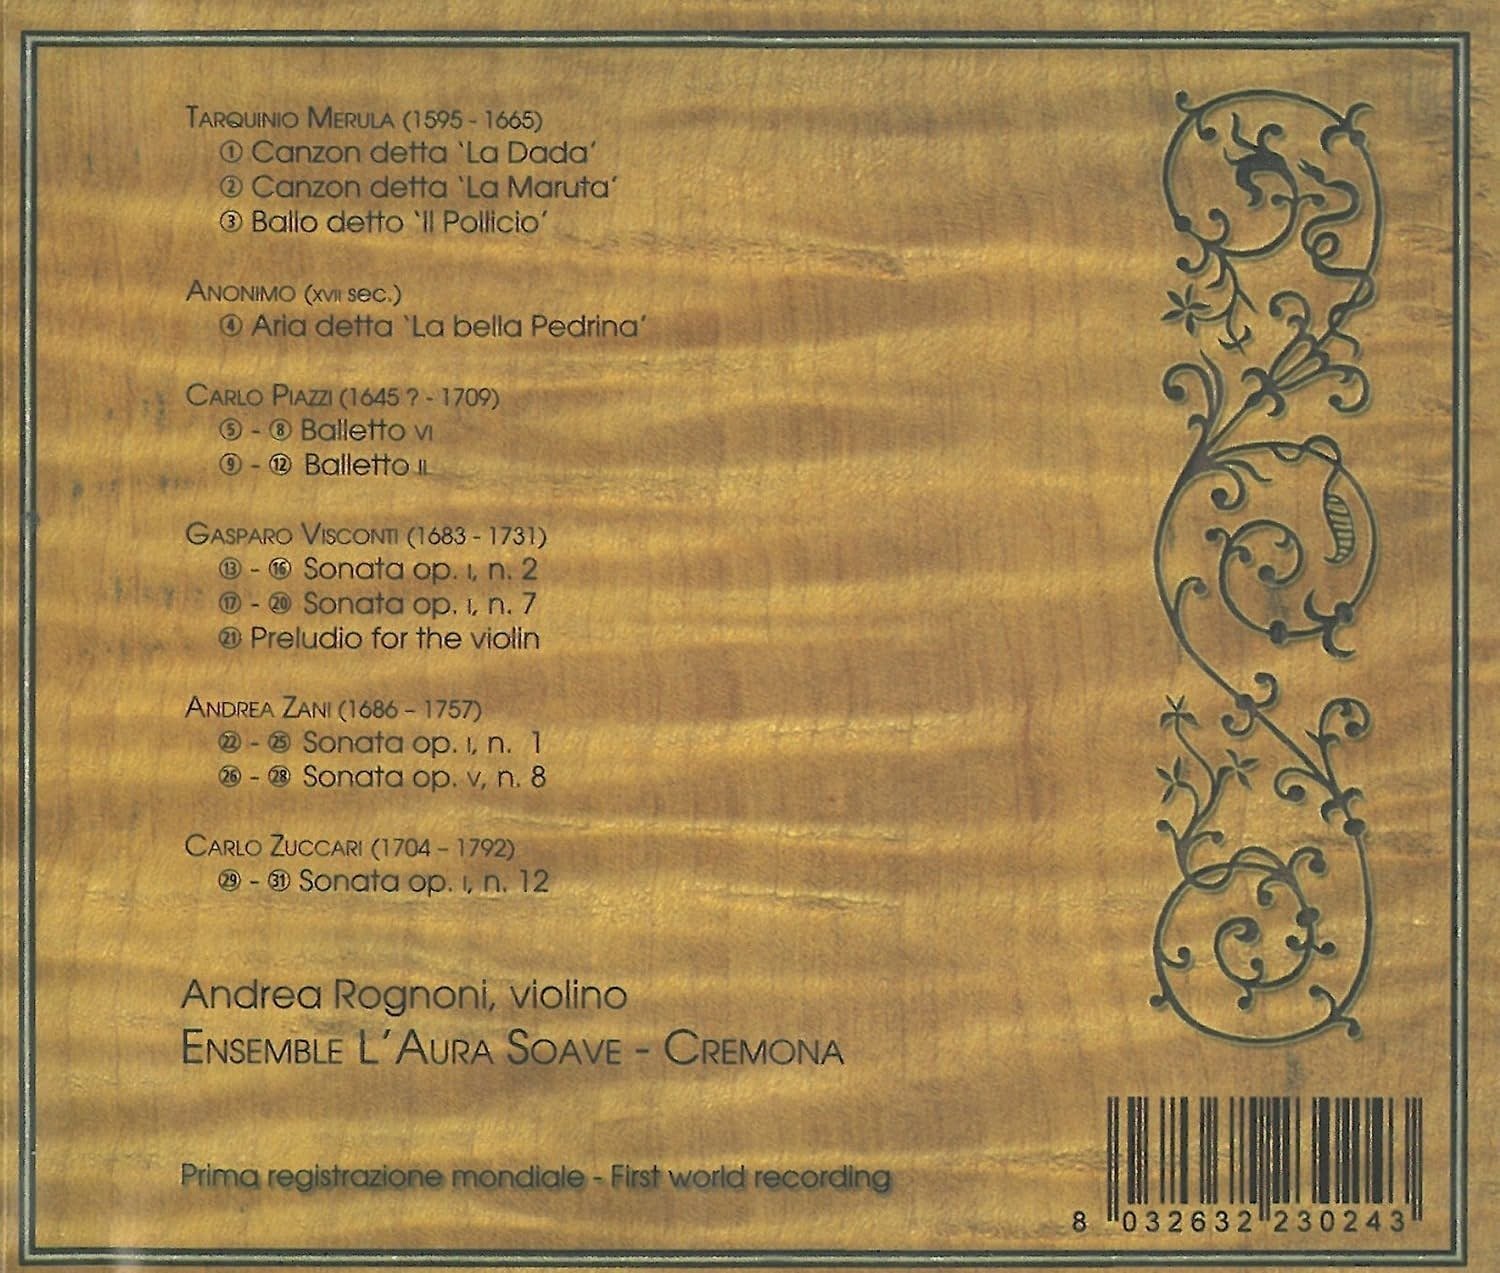 Tarquinio Merula (1595 - 1665)
① Canzon detta 'La Dada'
② Canzon detta 'La Maruta'
③ Ballo detto 'Il Pollicio'
Anonimo (xvii sec.)
④ Aria detta 'La bella Pedrina'
Carlo Piazzi (1645 ? - 1709)
⑤ - ⑧ Balletto vi
⑨ - ⑫ Balletto ii
Gasparo Visconti (1683 - 1731)
⑬ - ⑯ Sonata op. i, n. 2
⑰ - ⑳ Sonata op. i, n. 7
㉑ Preludio for the violin
Andrea Zani (1686 - 1757)
㉒ - ㉕ Sonata op. i, n. 1
㉖ - ㉘ Sonata op. v, n. 8
Carlo Zuccari (1704 - 1792)
㉙ - ㉛ Sonata op. i, n. 12
Andrea Rognoni, violino
Ensemble L'Aura Soave - Cremona
Prima registrazione mondiale - First world recording
8 032632 230243